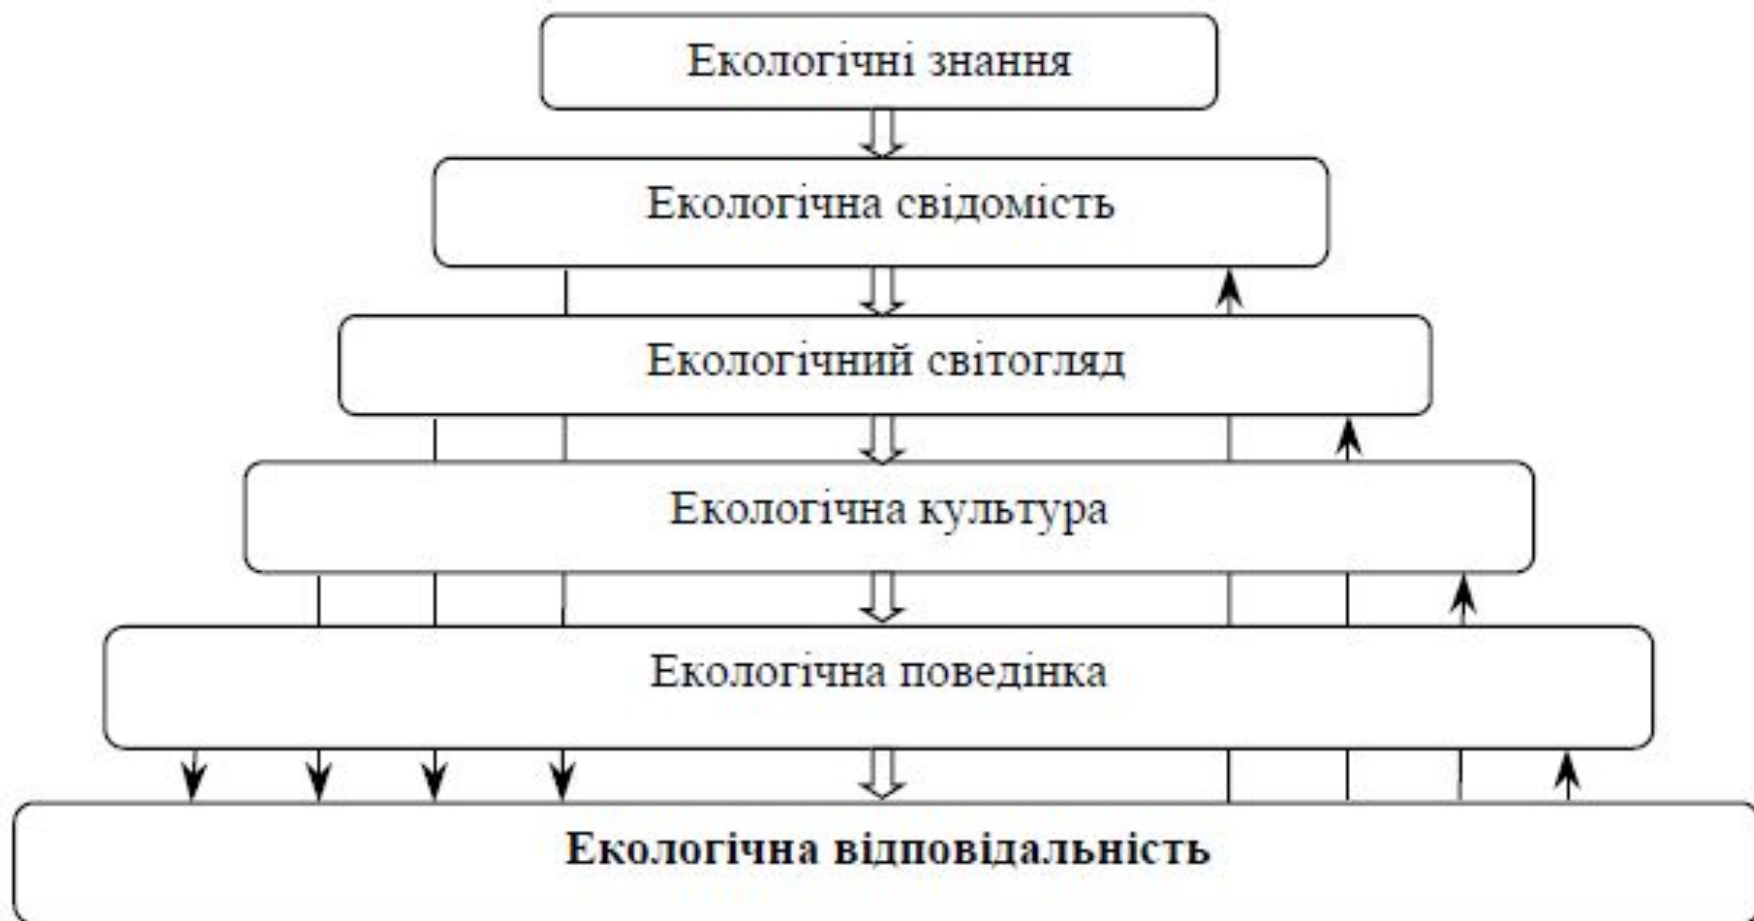 Екологічні знання
Екологічна свідомість
Екологічний світогляд
Екологічна культура
Екологічна поведінка
Екологічна відповідальність